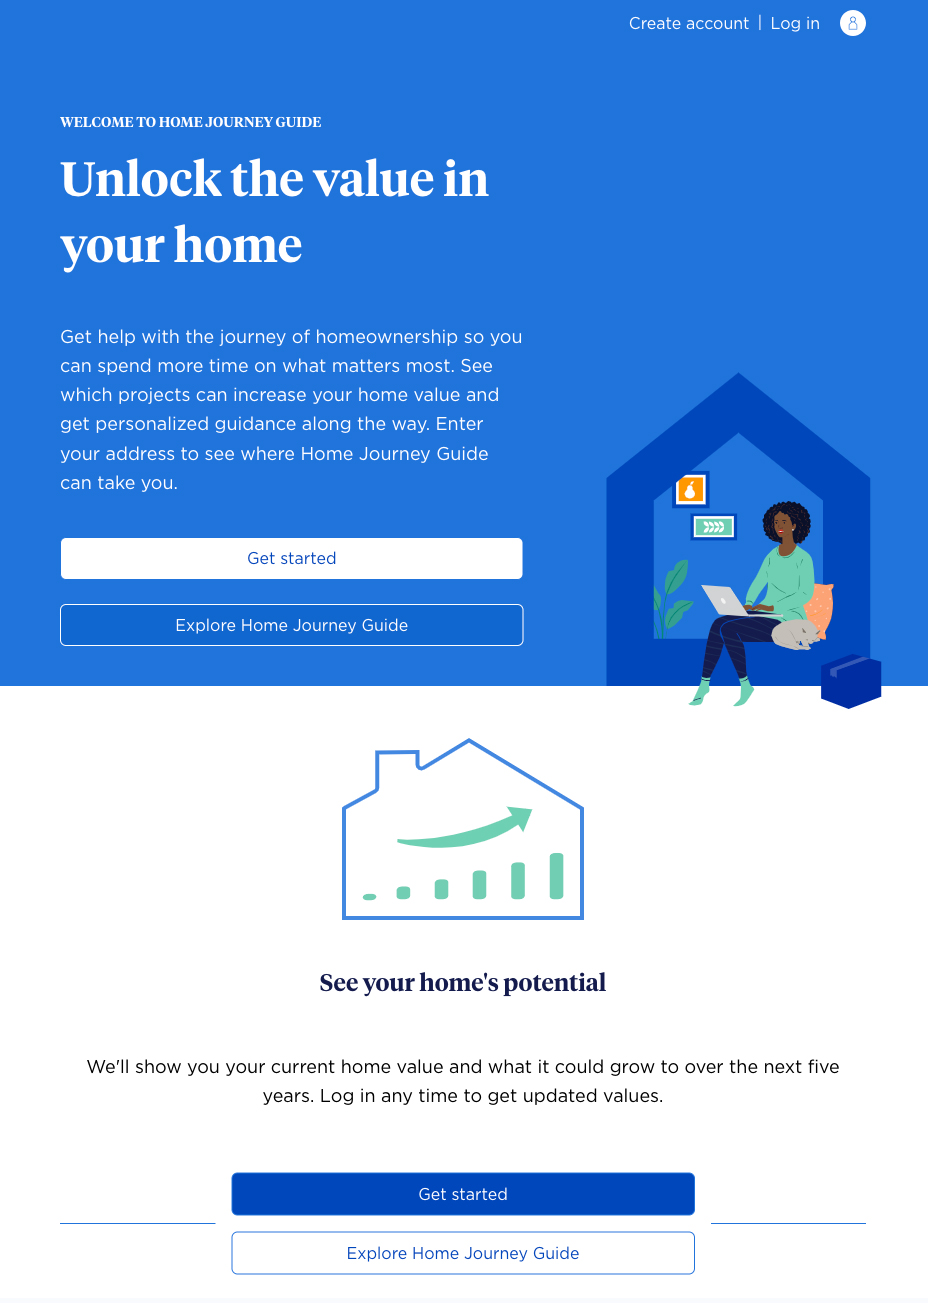 Create account | Log in
WELCOME TO HOME JOURNEY GUIDE
Unlock the value in
your home
Get help with the journey of homeownership so you
can spend more time on what matters most. See
which projects can increase your home value and
get personalized guidance along the way. Enter
your address to see where Home Journey Guide
can take you.
Get started
Explore Home Journey Guide
See your home's potential
We'll show you your current home value and what it could grow to over the next five
years. Log in any time to get updated values.
Get started
Explore Home Journey Guide